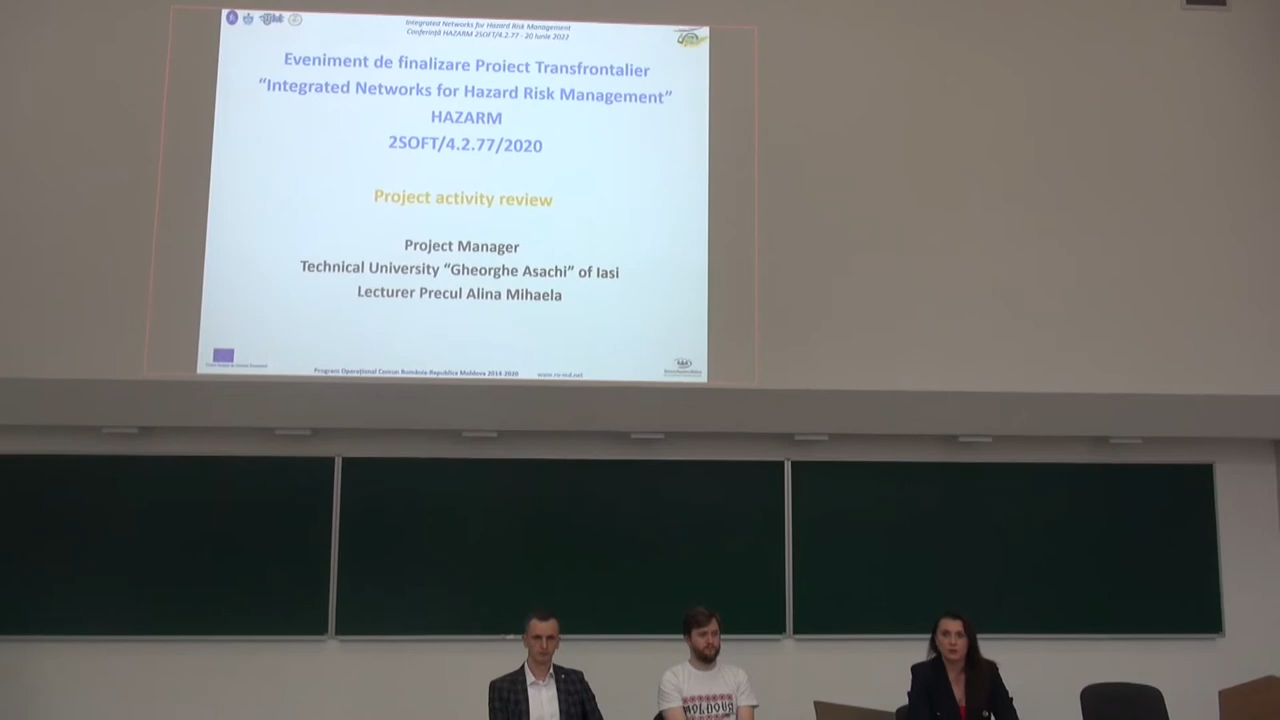 Integrated Networks for Hazard Risk Management
Conferință HAZARM 2SOFT/4.2.77 - 20 Iunie 2022
Eveniment de finalizare Proiect Transfrontalier
“Integrated Networks for Hazard Risk Management”
HAZARM
2SOFT/4.2.77/2020
Project activity review
Project Manager
Technical University “Gheorghe Asachi” of Iasi
Lecturer Precul Alina Mihaela
Program Operațional Comun România-Republica Moldova 2014-2020
www.ro-md.net
MOLDOVA